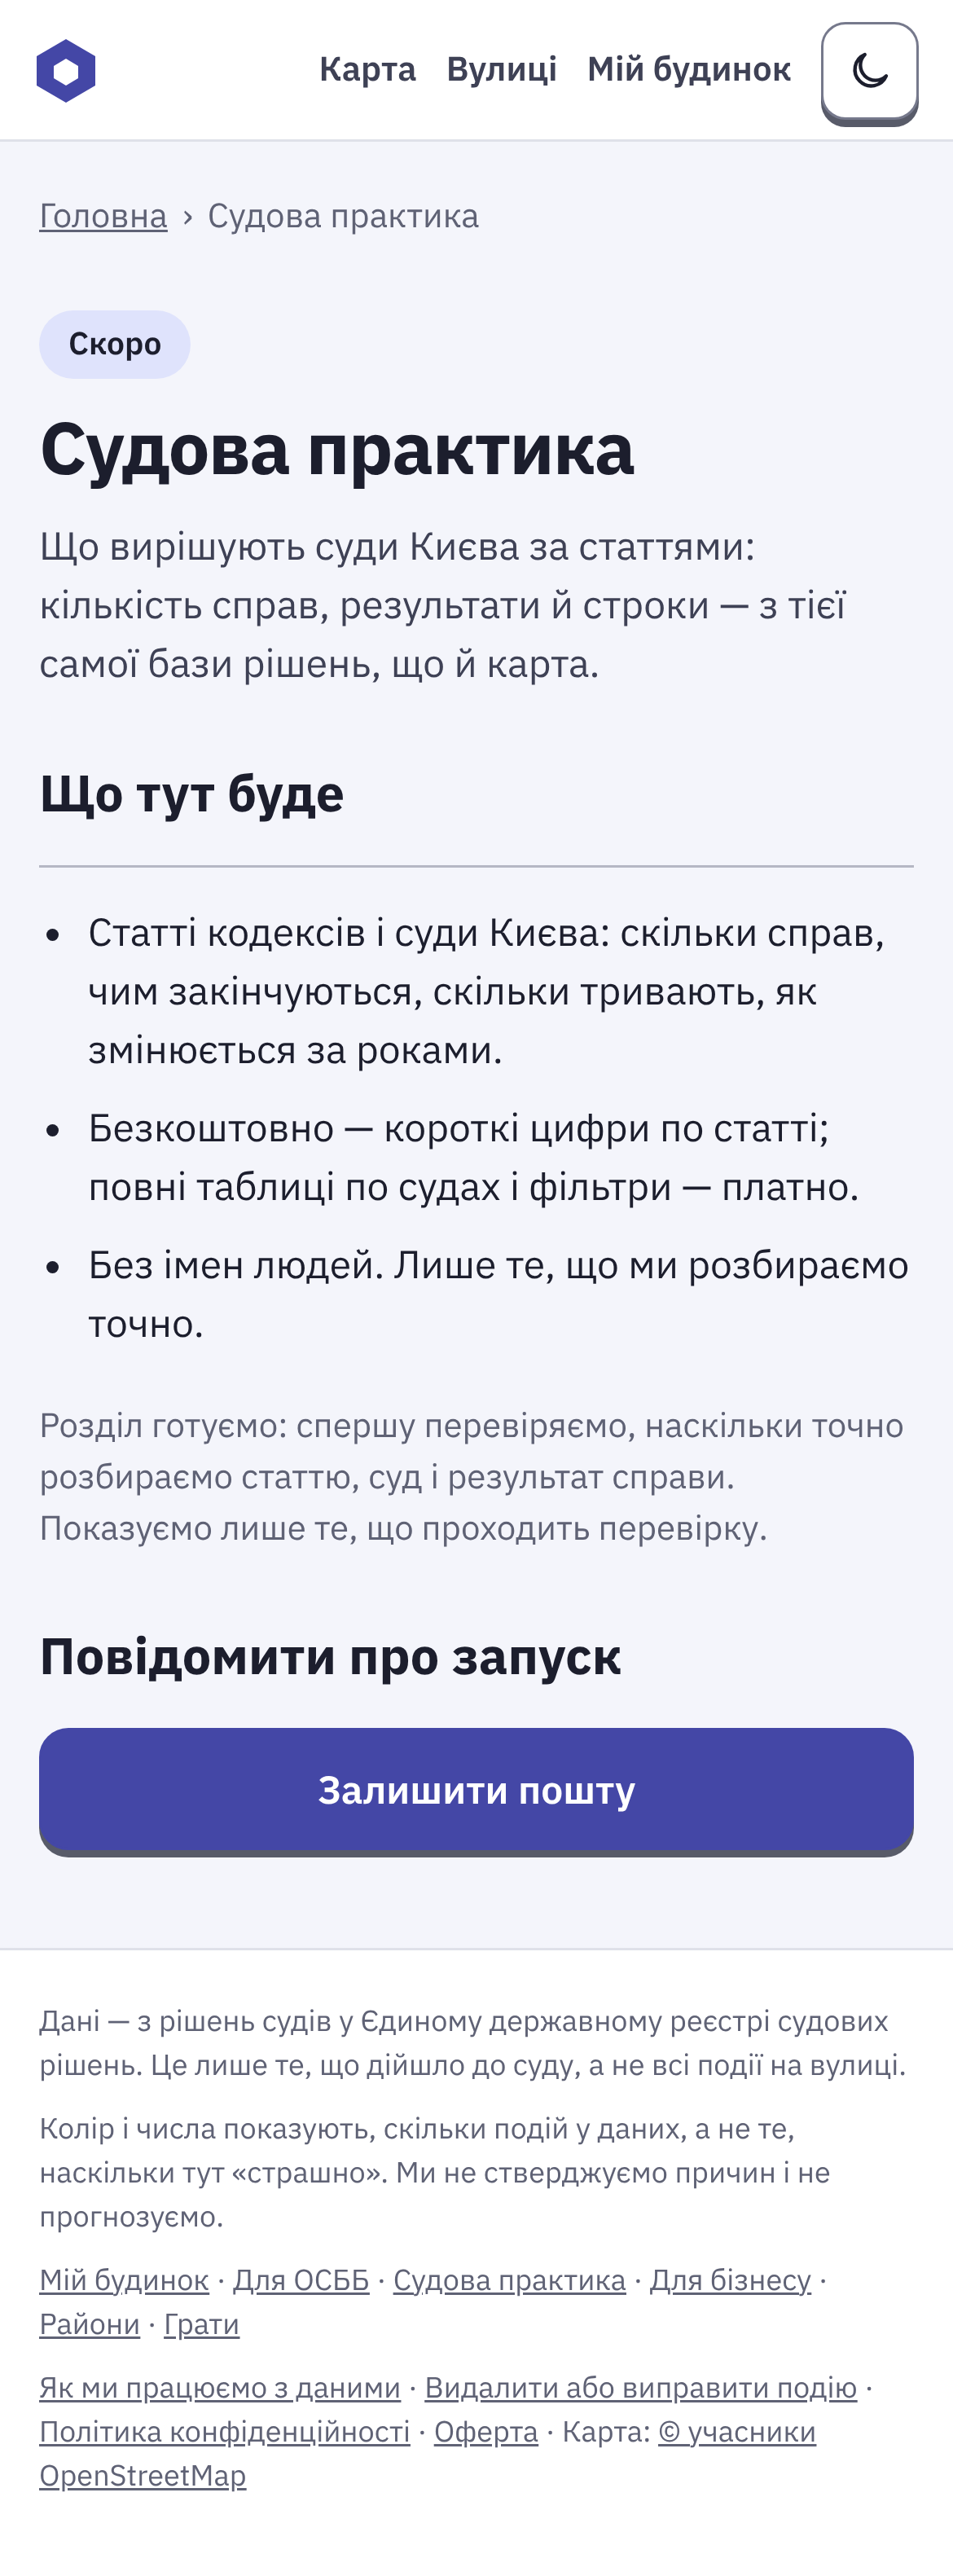 Карта Вулиці Мій будинок
Головна › Судова практика
Скоро
Судова практика
Що вирішують суди Києва за статтями:
кількість справ, результати й строки — з тієї
самої бази рішень, що й карта.
Що тут буде
• Статті кодексів і суди Києва: скільки справ,
чим закінчуються, скільки тривають, як
змінюється за роками.
• Безкоштовно — короткі цифри по статті;
повні таблиці по судах і фільтри — платно.
• Без імен людей. Лише те, що ми розбираємо
точно.
Розділ готуємо: спершу перевіряємо, наскільки точно
розбираємо статтю, суд і результат справи.
Показуємо лише те, що проходить перевірку.
Повідомити про запуск
Залишити пошту
Дані — з рішень судів у Єдиному державному реєстрі судових
рішень. Це лише те, що дійшло до суду, а не всі події на вулиці.
Колір і числа показують, скільки подій у даних, а не те,
наскільки тут «страшно». Ми не стверджуємо причин і не
прогнозуємо.
Мій будинок · Для ОСББ · Судова практика · Для бізнесу ·
Райони · Грати
Як ми працюємо з даними · Видалити або виправити подію ·
Політика конфіденційності · Оферта · Карта: © учасники
OpenStreetMap